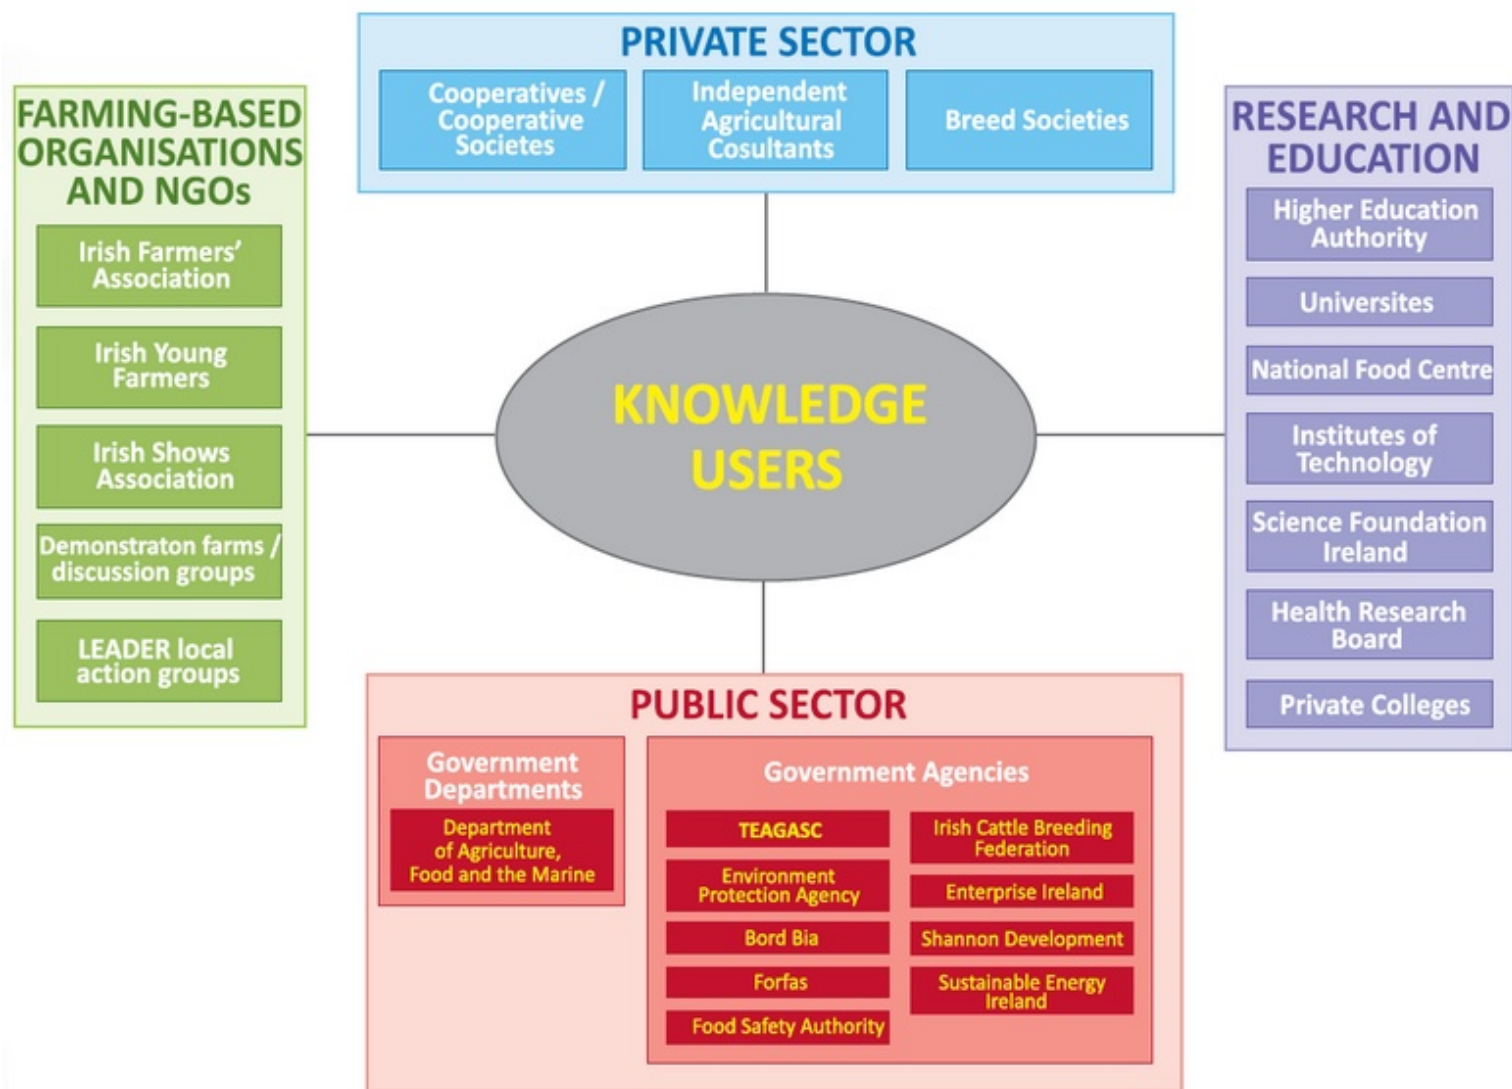 PRIVATE SECTOR
Cooperatives /
Cooperative
Societes
Independent
Agricultural
Cosultants
Breed Societies
FARMING-BASED
ORGANISATIONS
AND NGOs
Irish Farmers'
Association
Irish Young
Farmers
Irish Shows
Association
Demonstraton farms /
discussion groups
LEADER local
action groups
KNOWLEDGE
USERS
RESEARCH AND
EDUCATION
Higher Education
Authority
Universites
National Food Centre
Institutes of
Technology
Science Foundation
Ireland
Health Research
Board
Private Colleges
PUBLIC SECTOR
Government
Departments
Department
of Agriculture,
Food and the Marine
Government Agencies
TEAGASC
Environment
Protection Agency
Bord Bia
Forfas
Food Safety Authority
Irish Cattle Breeding
Federation
Enterprise Ireland
Shannon Development
Sustainable Energy
Ireland